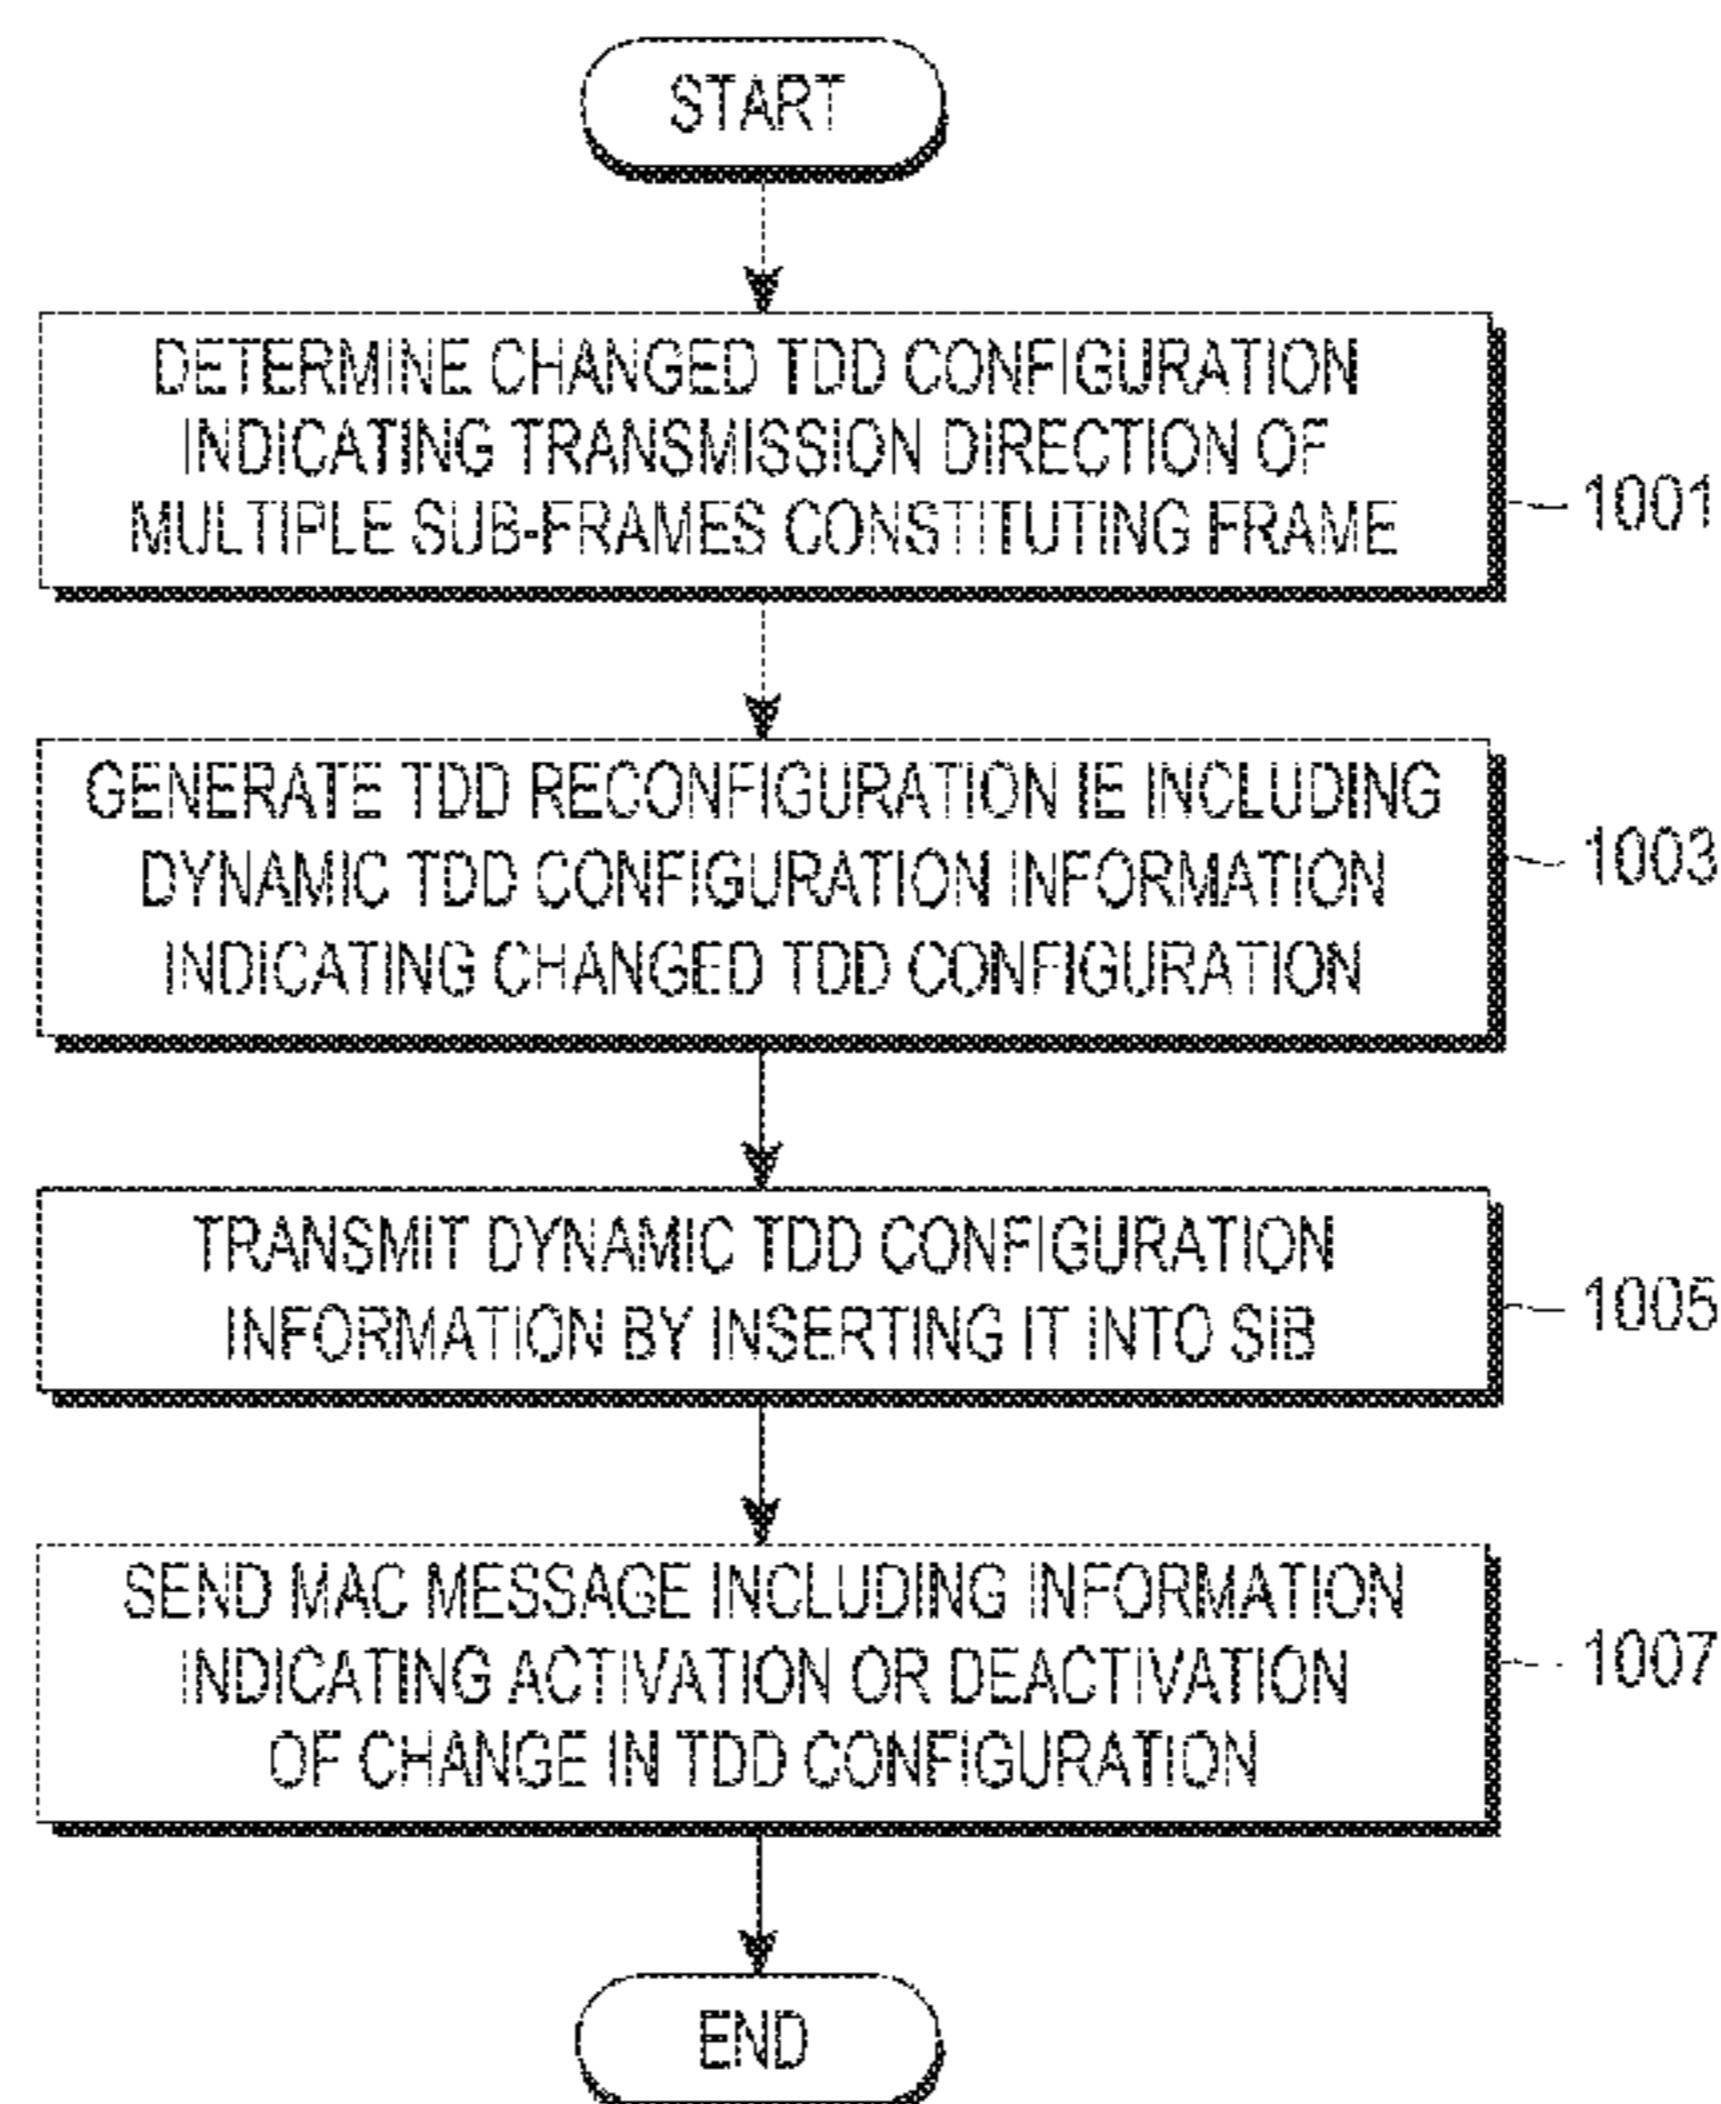 START
DETERMINE CHANGED TDD CONFIGURATION
INDICATING TRANSMISSION DIRECTION OF
MULTIPLE SUB-FRAMES CONSTITUTING FRAME
1001
GENERATE TDD RECONFIGURATION IE INCLUDING
DYNAMIC TDD CONFIGURATION INFORMATION
INDICATING CHANGED TDD CONFIGURATION
1003
TRANSMIT DYNAMIC TDD CONFIGURATION
INFORMATION BY INSERTING IT INTO SIB
1005
SEND MAC MESSAGE INCLUDING INFORMATION
INDICATING ACTIVATION OR DEACTIVATION
OF CHANGE IN TDD CONFIGURATION
1007
END